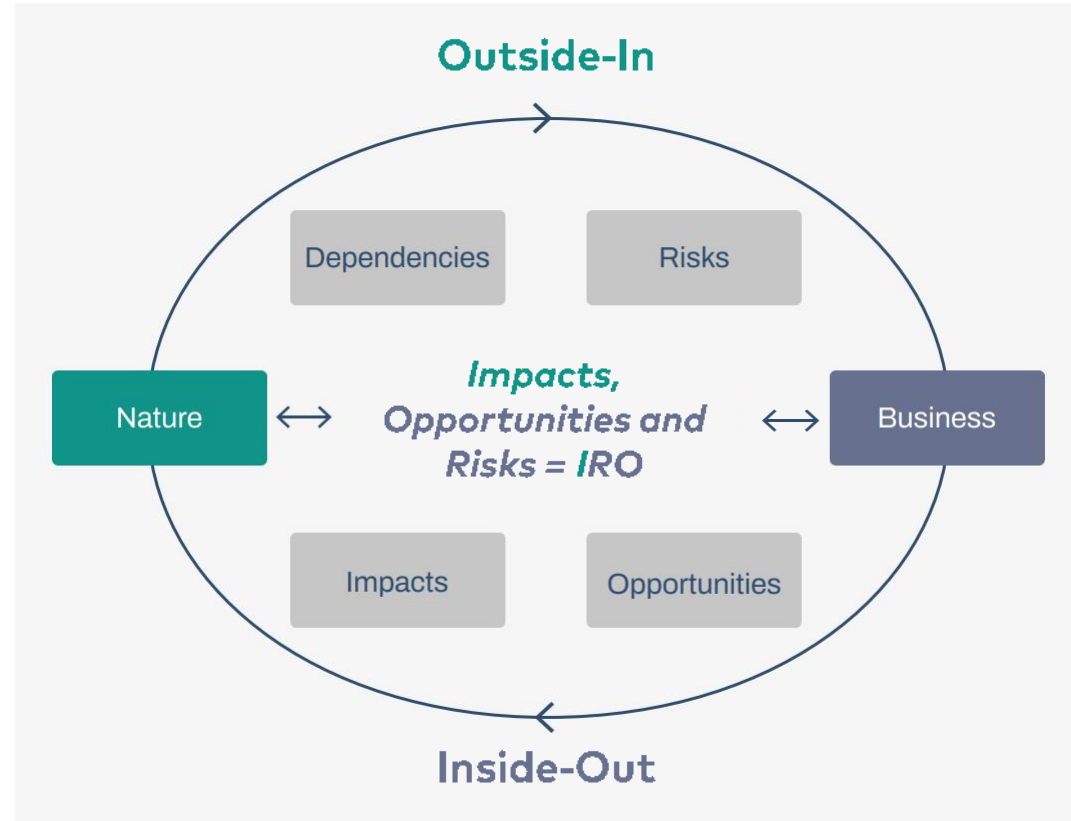 Outside-In
Dependencies
Risks
Nature
Impacts,
Opportunities and
Risks = IRO
Business
Impacts
Opportunities
Inside-Out